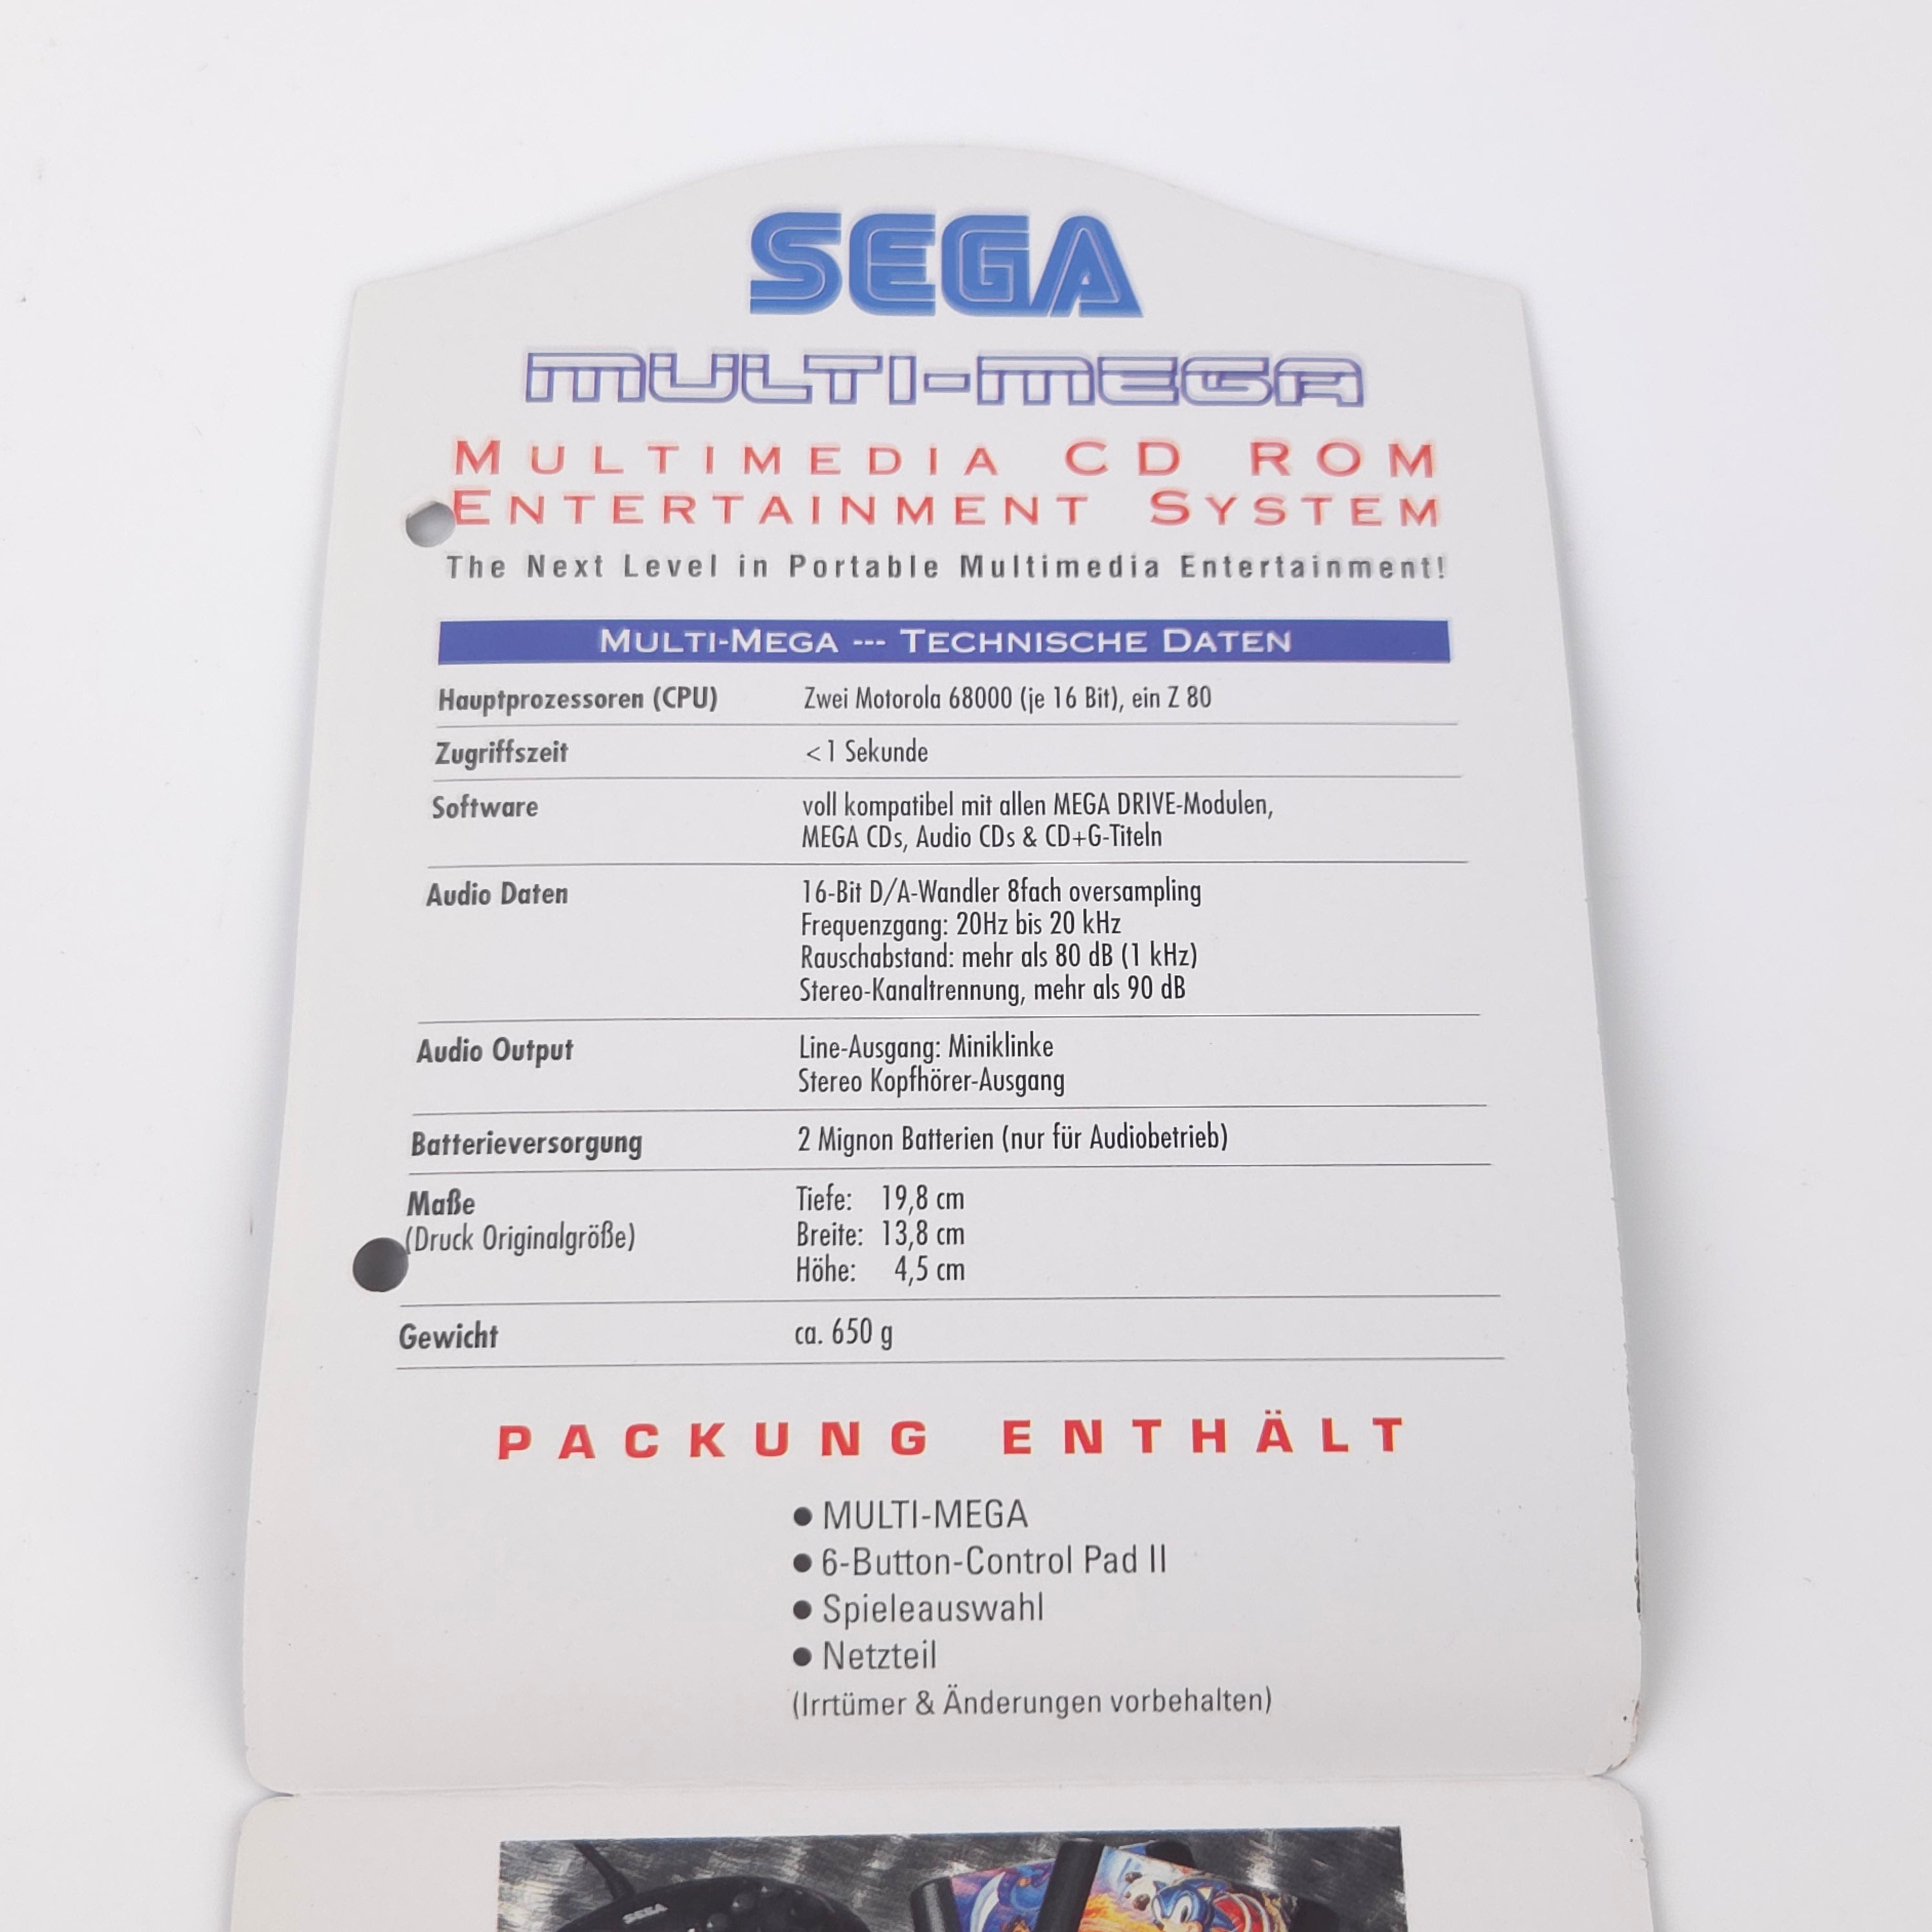 SEGA
MULTI-MEGA
MULTIMEDIA CD ROM
ENTERTAINMENT SYSTEM
The Next Level in Portable Multimedia Entertainment!
MULTI-MEGA --- TECHNISCHE DATEN
Hauptprozessoren (CPU) Zwei Motorola 68000 (je 16 Bit), ein Z 80
Zugriffszeit <1 Sekunde
Software voll kompatibel mit allen MEGA DRIVE-Modulen,
MEGA CDs, Audio CDs & CD+G-Titeln
Audio Daten 16-Bit D/A-Wandler 8fach oversampling
Frequenzgang: 20Hz bis 20 kHz
Rauschabstand: mehr als 80 dB (1 kHz)
Stereo-Kanaltrennung, mehr als 90 dB
Audio Output Line-Ausgang: Miniklinke
Stereo Kopfhörer-Ausgang
Batterieversorgung 2 Mignon Batterien (nur für Audiobetrieb)
Maße Tiefe: 19,8 cm
(Druck Originalgröße) Breite: 13,8 cm
Höhe: 4,5 cm
Gewicht ca. 650 g
PACKUNG ENTHÄLT
● MULTI-MEGA
● 6-Button-Control Pad II
● Spieleauswahl
● Netzteil
(Irrtümer & Änderungen vorbehalten)
SEGA